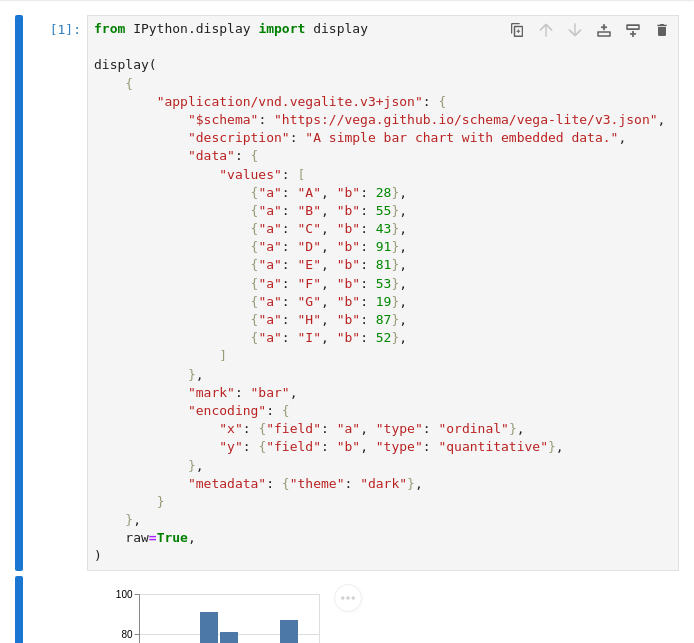 [1]:
from IPython.display import display

display(
    {
        "application/vnd.vegalite.v3+json": {
            "$schema": "https://vega.github.io/schema/vega-lite/v3.json",
            "description": "A simple bar chart with embedded data.",
            "data": {
                "values": [
                    {"a": "A", "b": 28},
                    {"a": "B", "b": 55},
                    {"a": "C", "b": 43},
                    {"a": "D", "b": 91},
                    {"a": "E", "b": 81},
                    {"a": "F", "b": 53},
                    {"a": "G", "b": 19},
                    {"a": "H", "b": 87},
                    {"a": "I", "b": 52},
                ]
            },
            "mark": "bar",
            "encoding": {
                "x": {"field": "a", "type": "ordinal"},
                "y": {"field": "b", "type": "quantitative"},
            },
            "metadata": {"theme": "dark"},
        }
    },
    raw=True,
)
100
80